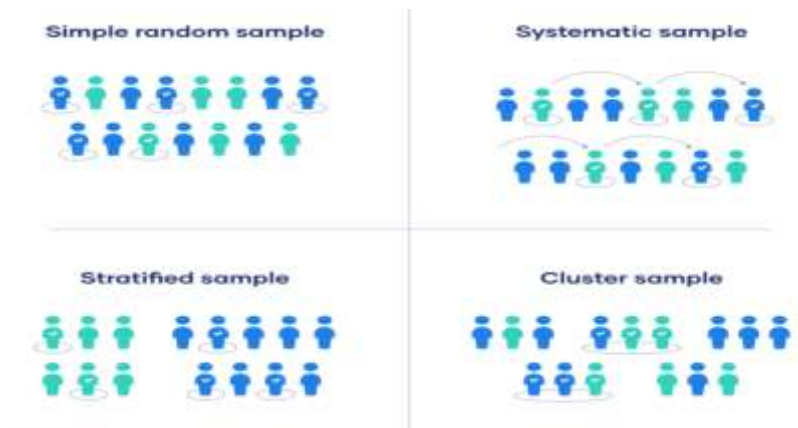 Simple random sample
Systematic sample
Stratified sample
Cluster sample